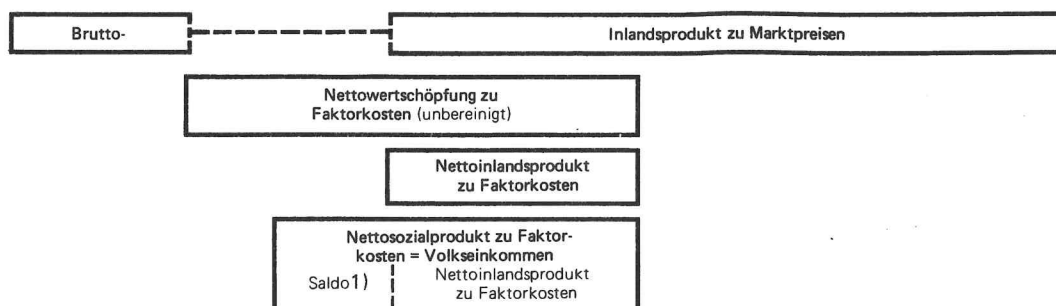 Brutto- Inlandsprodukt zu Marktpreisen
Nettowertschöpfung zu
Faktorkosten (unbereinigt)
Nettoinlandsprodukt
zu Faktorkosten
Nettosozialprodukt zu Faktor-
kosten = Volkseinkommen
Saldo1) Nettoinlandsprodukt
zu Faktorkosten